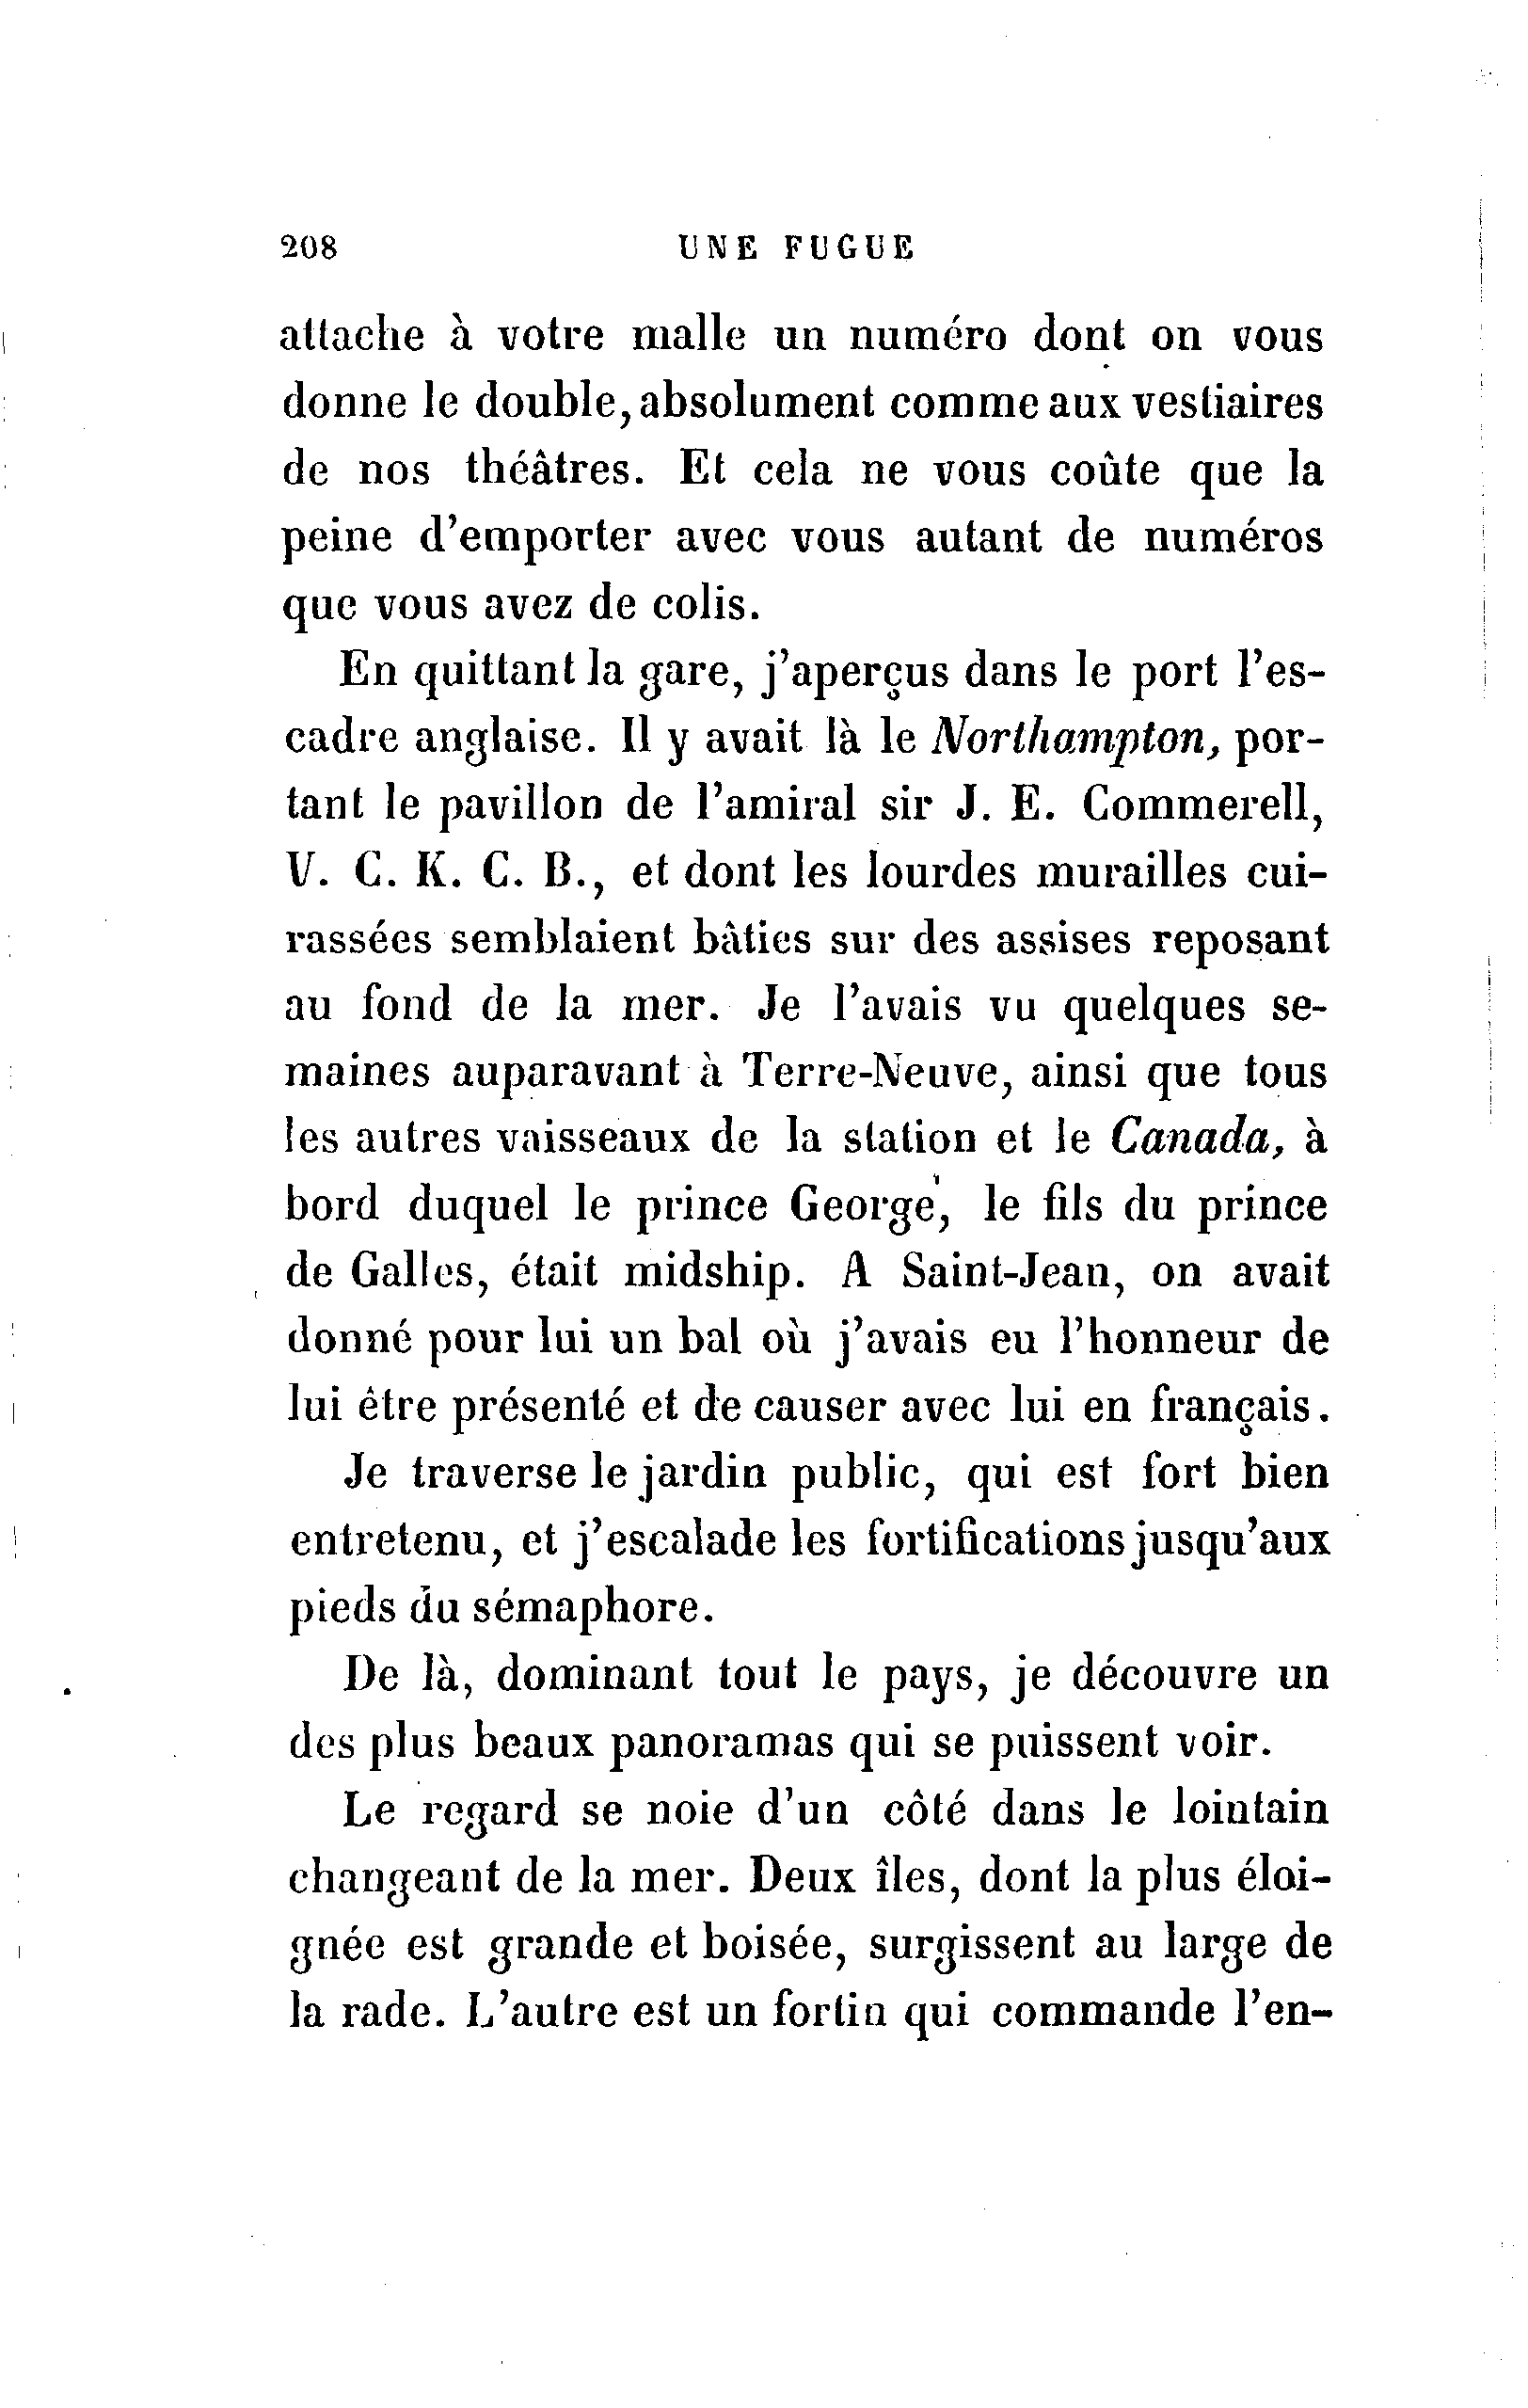 208 UNE FUGUE
attache à votre malle un numéro dont on vous
donne le double, absolument comme aux vestiaires
de nos théâtres. Et cela ne vous coûte que la
peine d'emporter avec vous autant de numéros
que vous avez de colis.
En quittant la gare, j'aperçus dans le port l'es-
cadre anglaise. Il y avait là le Northampton, por-
tant le pavillon de l'amiral sir J. E. Commerell,
V. C. K. C. B., et dont les lourdes murailles cui-
rassées semblaient bâties sur des assises reposant
au fond de la mer. Je l'avais vu quelques se-
maines auparavant à Terre-Neuve, ainsi que tous
les autres vaisseaux de la station et le Canada, à
bord duquel le prince George, le fils du prince
de Galles, était midship. A Saint-Jean, on avait
donné pour lui un bal où j'avais eu l'honneur de
lui être présenté et de causer avec lui en français.
Je traverse le jardin public, qui est fort bien
entretenu, et j'escalade les fortifications jusqu'aux
pieds du sémaphore.
De là, dominant tout le pays, je découvre un
des plus beaux panoramas qui se puissent voir.
Le regard se noie d'un côté dans le lointain
changeant de la mer. Deux îles, dont la plus éloi-
gnée est grande et boisée, surgissent au large de
la rade. L'autre est un fortin qui commande l'en-